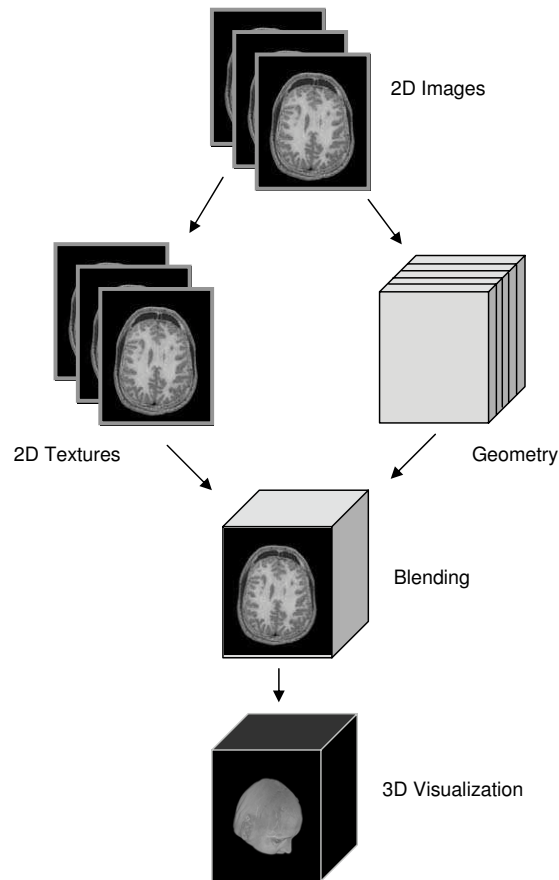 2D Images
2D Textures
Geometry
Blending
3D Visualization